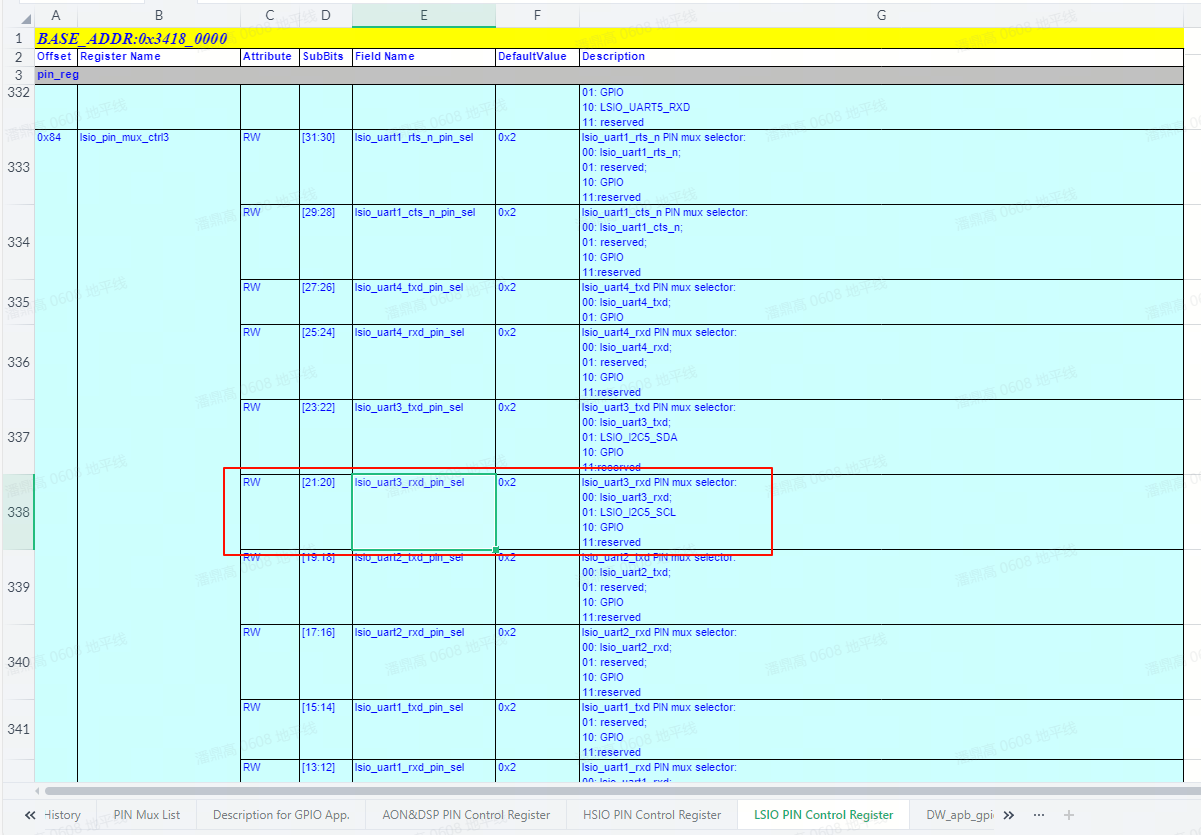 A B C D E F G
1 BASE_ADDR:0x3418_0000
2 Offset Register Name Attribute SubBits Field Name DefaultValue Description
3 pin_reg
332 01: GPIO
10: LSIO_UART5_RXD
11: reserved
333 0x84 lsio_pin_mux_ctrl3 RW [31:30] lsio_uart1_rts_n_pin_sel 0x2 lsio_uart1_rts_n PIN mux selector:
00: lsio_uart1_rts_n;
01: reserved;
10: GPIO
11:reserved
334 RW [29:28] lsio_uart1_cts_n_pin_sel 0x2 lsio_uart1_cts_n PIN mux selector:
00: lsio_uart1_cts_n;
01: reserved;
10: GPIO
11:reserved
335 RW [27:26] lsio_uart4_txd_pin_sel 0x2 lsio_uart4_txd PIN mux selector:
00: lsio_uart4_txd;
01: GPIO
336 RW [25:24] lsio_uart4_rxd_pin_sel 0x2 lsio_uart4_rxd PIN mux selector:
00: lsio_uart4_rxd;
01: reserved;
10: GPIO
11:reserved
337 RW [23:22] lsio_uart3_txd_pin_sel 0x2 lsio_uart3_txd PIN mux selector:
00: lsio_uart3_txd;
01: LSIO_I2C5_SDA
10: GPIO
11:reserved
338 RW [21:20] lsio_uart3_rxd_pin_sel 0x2 lsio_uart3_rxd PIN mux selector:
00: lsio_uart3_rxd;
01: LSIO_I2C5_SCL
10: GPIO
11:reserved
339 RW [19:18] lsio_uart2_txd_pin_sel 0x2 lsio_uart2_txd PIN mux selector:
00: lsio_uart2_txd;
01: reserved;
10: GPIO
11:reserved
340 RW [17:16] lsio_uart2_rxd_pin_sel 0x2 lsio_uart2_rxd PIN mux selector:
00: lsio_uart2_rxd;
01: reserved;
10: GPIO
11:reserved
341 RW [15:14] lsio_uart1_txd_pin_sel 0x2 lsio_uart1_txd PIN mux selector:
01: reserved;
10: GPIO
11:reserved
RW [13:12] lsio_uart1_rxd_pin_sel 0x2 lsio_uart1_rxd PIN mux selector:
00: lsio_uart1_rxd;
History PIN Mux List Description for GPIO App. AON&DSP PIN Control Register HSIO PIN Control Register LSIO PIN Control Register DW_apb_gpi
潘鼎高 0608 地平线